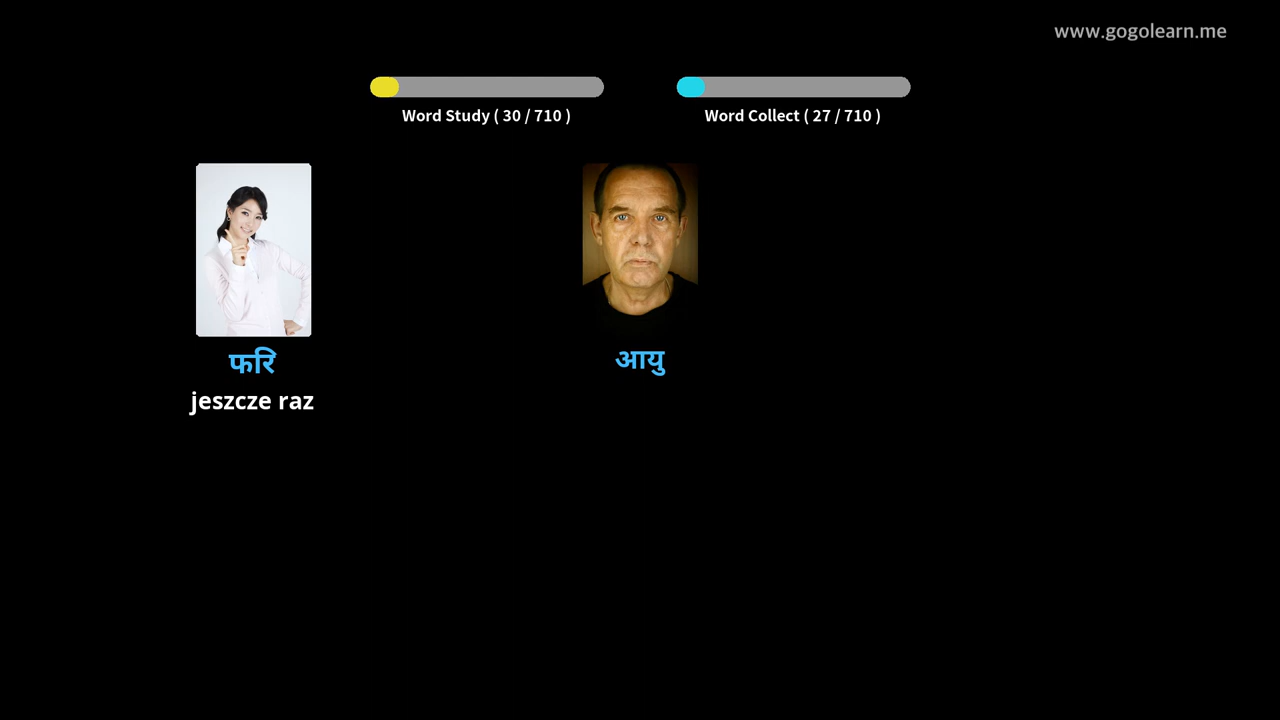 www.gogolearn.me
Word Study ( 30 / 710 )
Word Collect ( 27 / 710 )
फरि
आयु
jeszcze raz